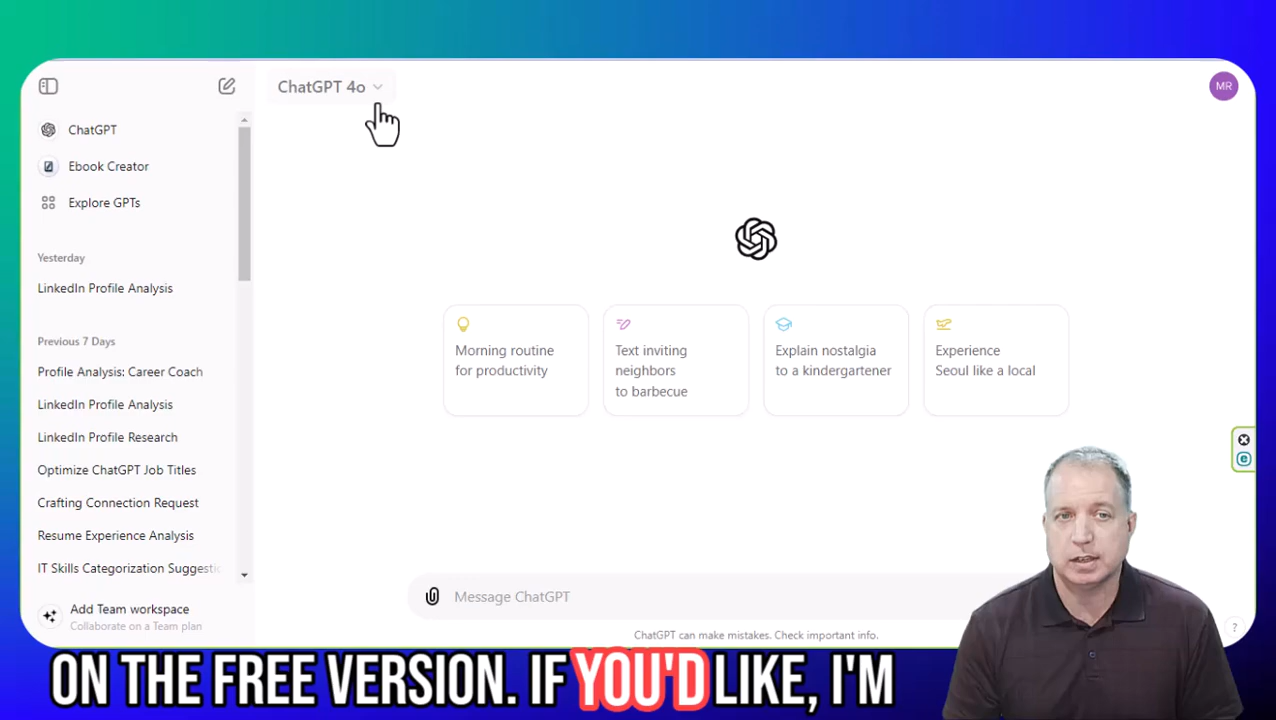 ChatGPT 4o
MR
ChatGPT
Ebook Creator
Explore GPTs
Yesterday
LinkedIn Profile Analysis
Previous 7 Days
Profile Analysis: Career Coach
LinkedIn Profile Analysis
LinkedIn Profile Research
Optimize ChatGPT Job Titles
Crafting Connection Request
Resume Experience Analysis
IT Skills Categorization Suggestic
Add Team workspace
Collaborate on a Team plan
Morning routine
for productivity
Text inviting
neighbors
to barbecue
Explain nostalgia
to a kindergartener
Experience
Seoul like a local
Message ChatGPT
ChatGPT can make mistakes. Check important info.
?
e
ON THE FREE VERSION. IF YOU'D LIKE, I'M